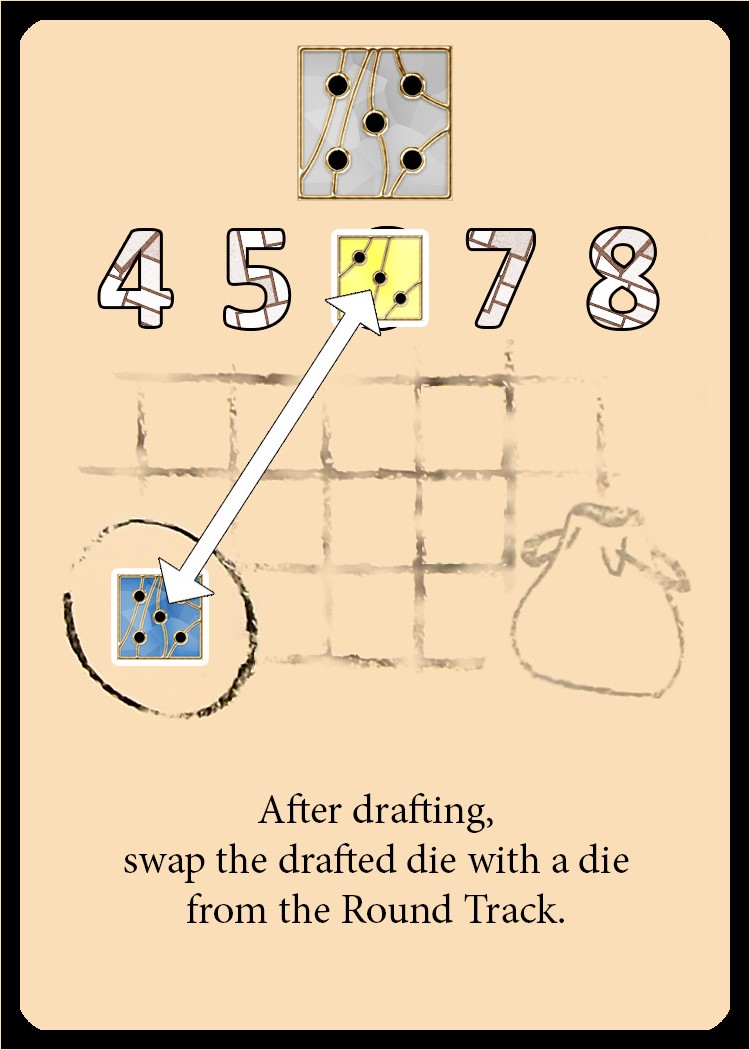 4 5 7 8
After drafting,
swap the drafted die with a die
from the Round Track.